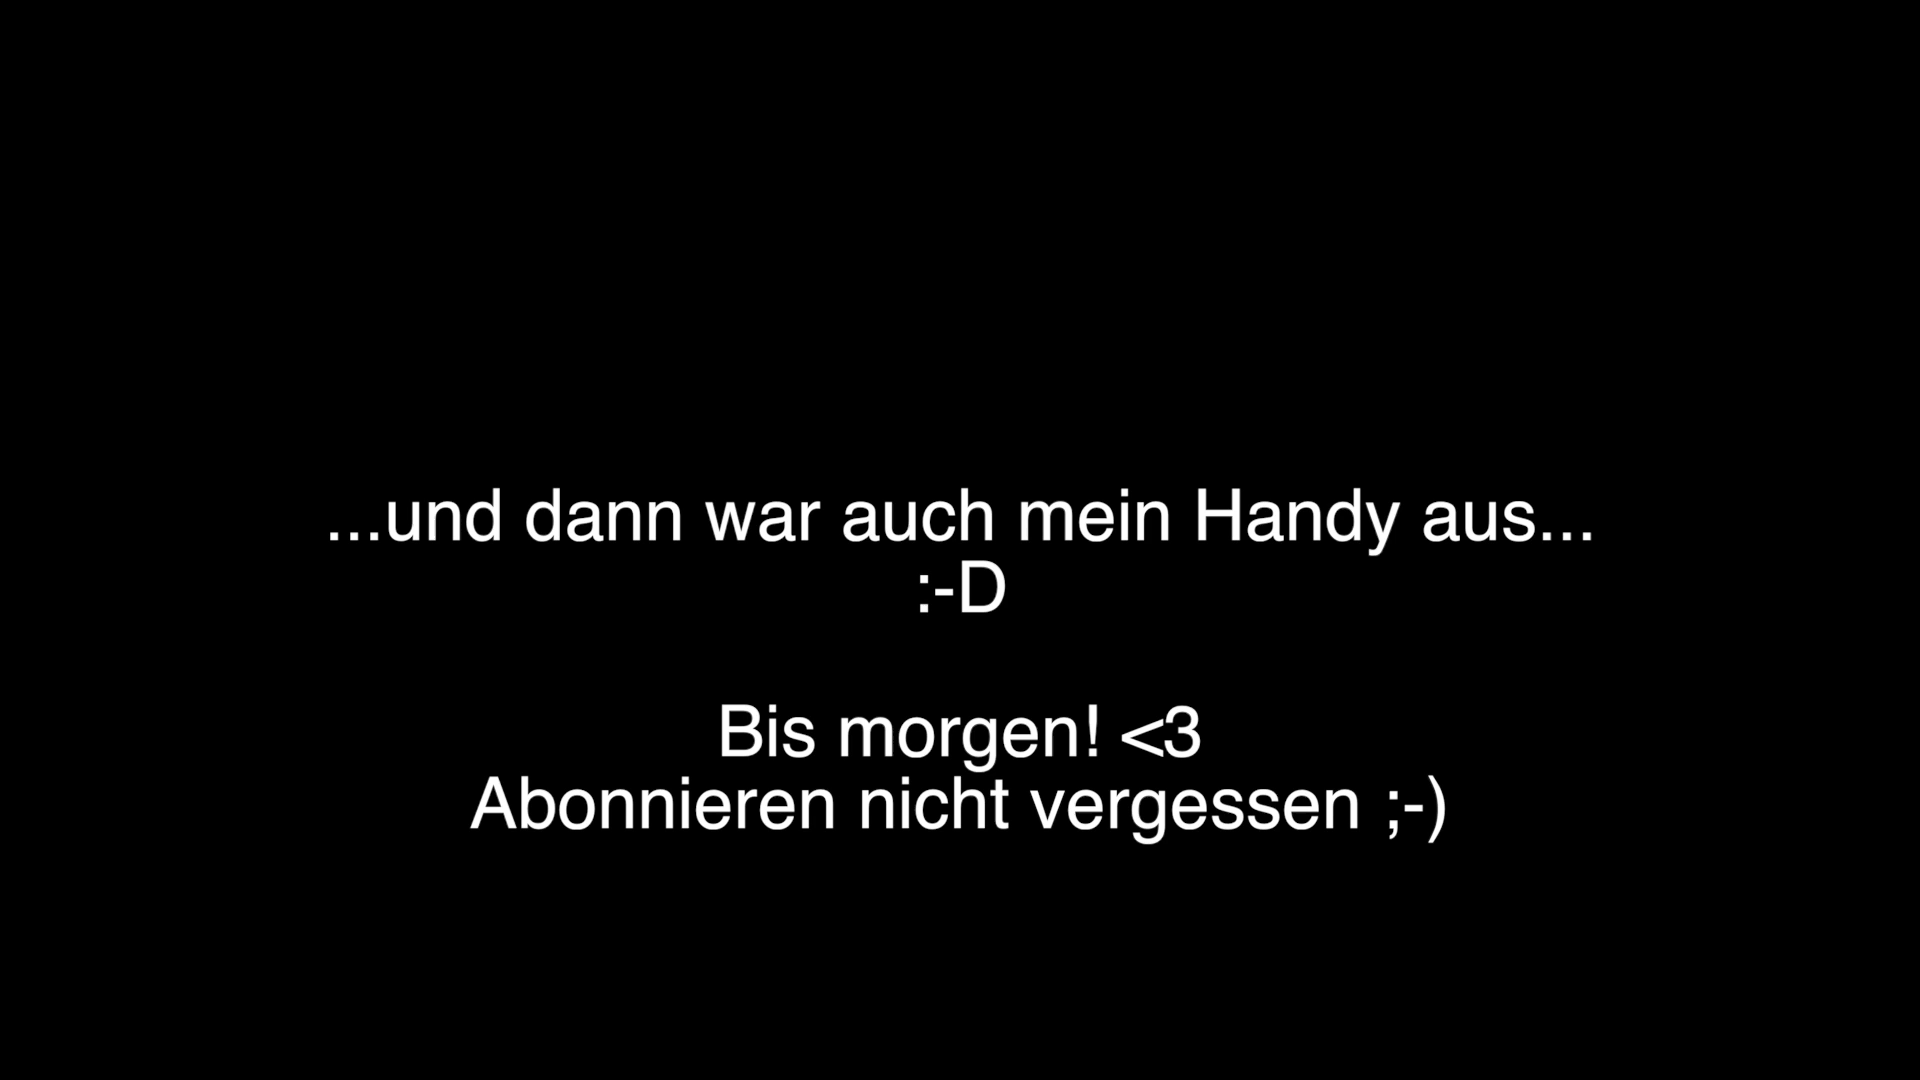 ...und dann war auch mein Handy aus...
:-D
Bis morgen! <3
Abonnieren nicht vergessen ;-)